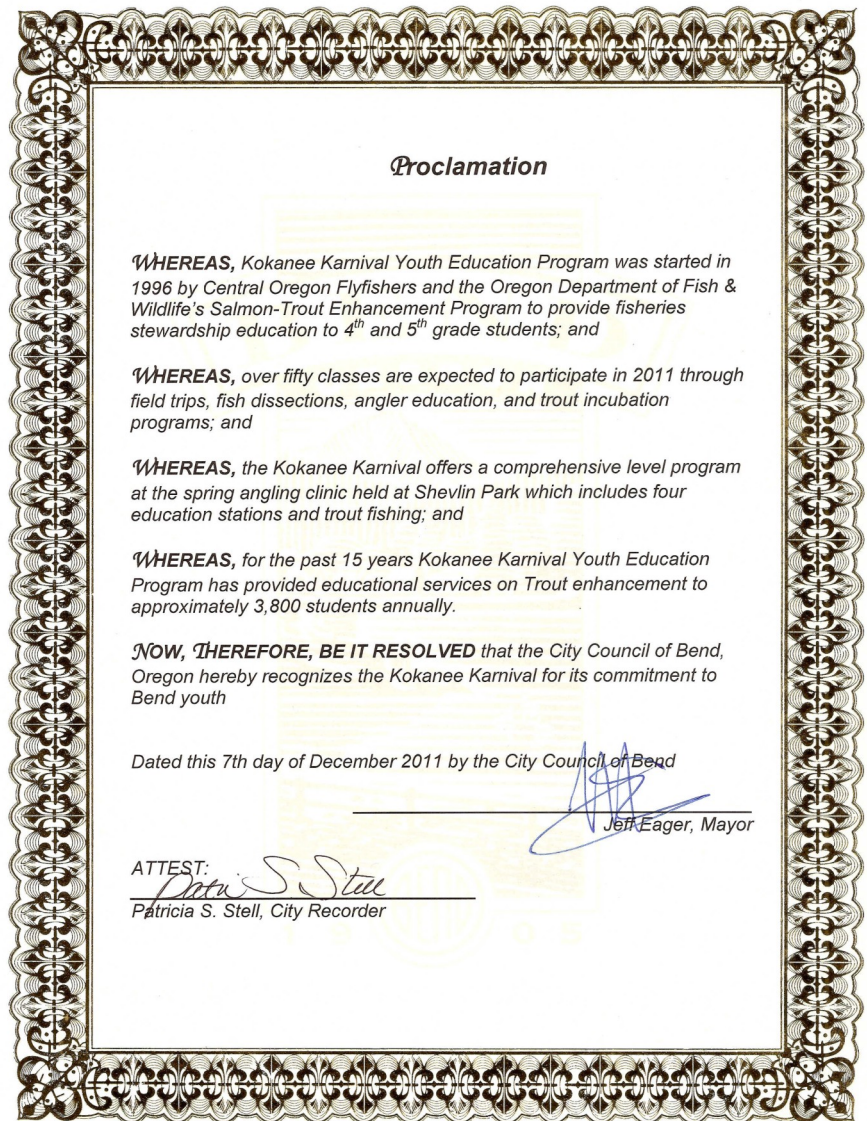 Proclamation
WHEREAS, Kokanee Karnival Youth Education Program was started in
1996 by Central Oregon Flyfishers and the Oregon Department of Fish &
Wildlife's Salmon-Trout Enhancement Program to provide fisheries
stewardship education to 4th and 5th grade students; and
WHEREAS, over fifty classes are expected to participate in 2011 through
field trips, fish dissections, angler education, and trout incubation
programs; and
WHEREAS, the Kokanee Karnival offers a comprehensive level program
at the spring angling clinic held at Shevlin Park which includes four
education stations and trout fishing; and
WHEREAS, for the past 15 years Kokanee Karnival Youth Education
Program has provided educational services on Trout enhancement to
approximately 3,800 students annually.
NOW, THEREFORE, BE IT RESOLVED that the City Council of Bend,
Oregon hereby recognizes the Kokanee Karnival for its commitment to
Bend youth
Dated this 7th day of December 2011 by the City Council of Bend
Jeff Eager, Mayor
ATTEST:
Patricia S. Stell, City Recorder
1905